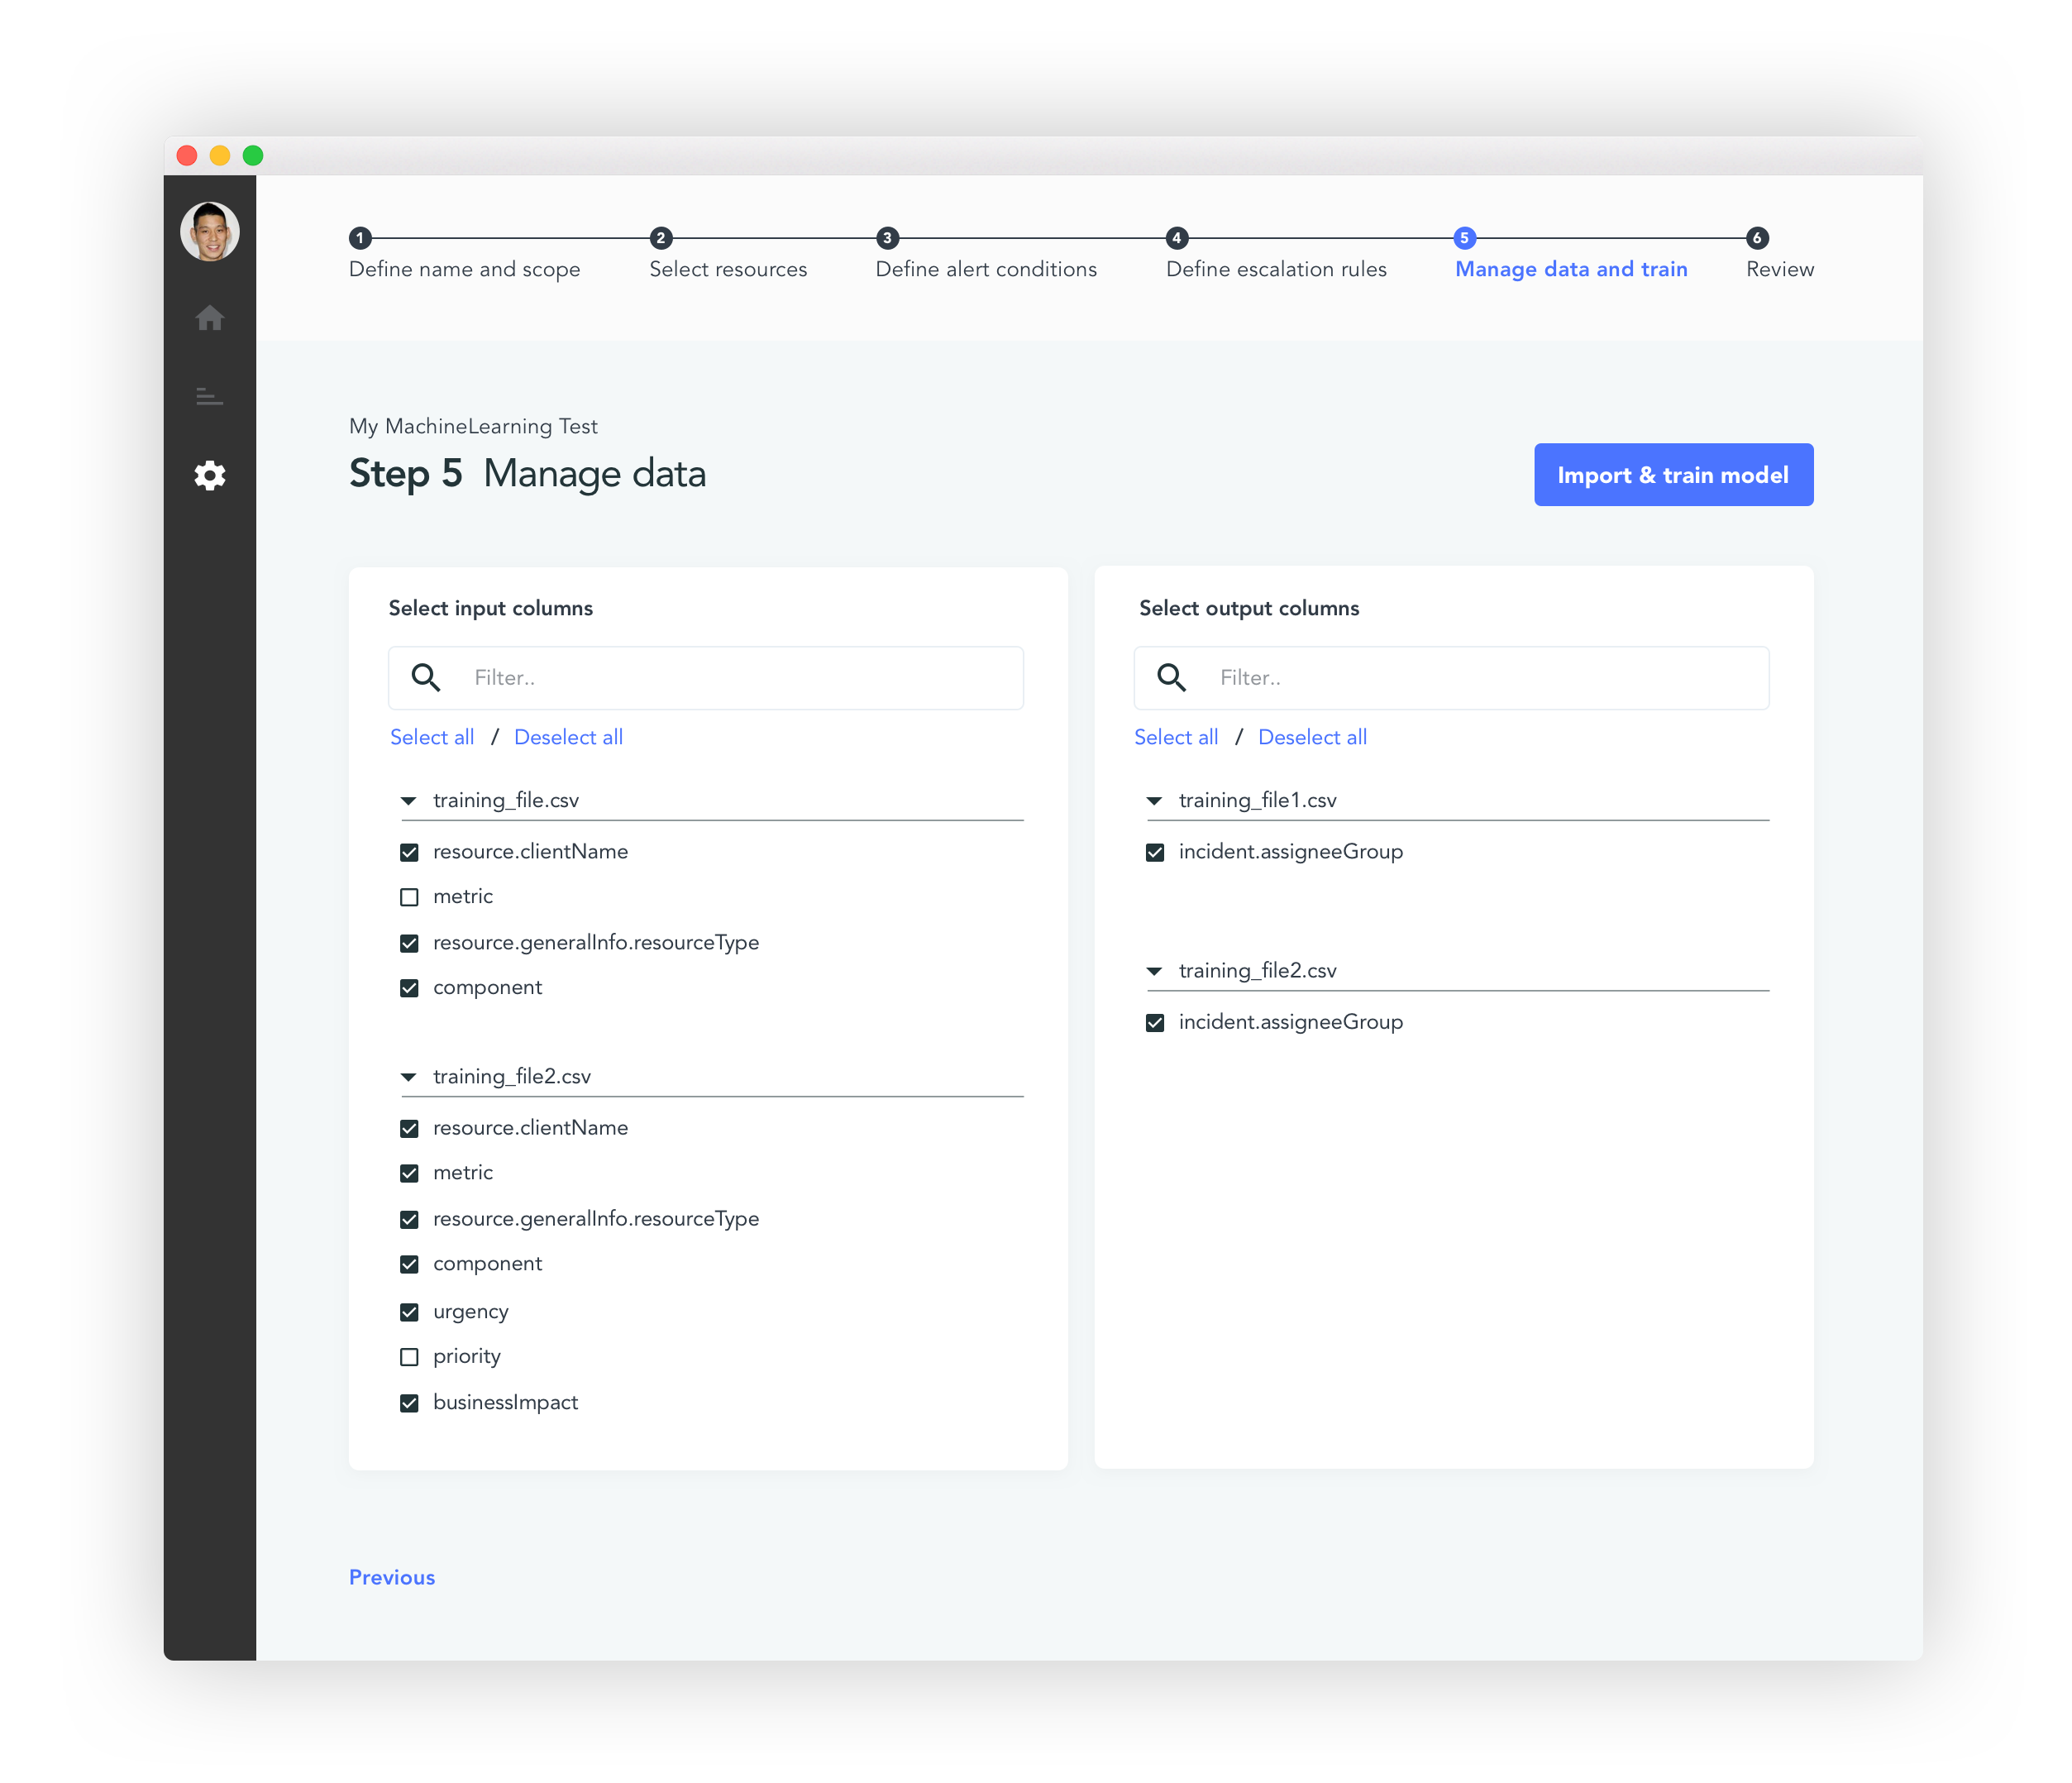 1 2 3 4 5 6
Define name and scope Select resources Define alert conditions Define escalation rules Manage data and train Review
My MachineLearning Test
Step 5 Manage data
Import & train model
Select input columns
Filter..
Select all / Deselect all
training_file.csv
resource.clientName
metric
resource.generalInfo.resourceType
component
training_file2.csv
resource.clientName
metric
resource.generalInfo.resourceType
component
urgency
priority
businessImpact
Select output columns
Filter..
Select all / Deselect all
training_file1.csv
incident.assigneeGroup
training_file2.csv
incident.assigneeGroup
Previous